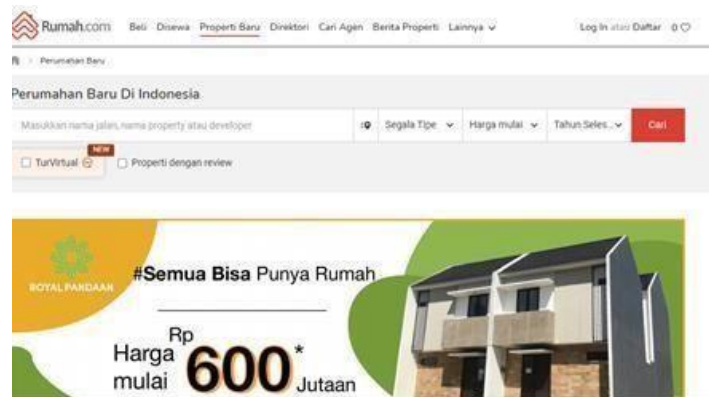 Rumah.com Beli Disewa Properti Baru Direktori Cari Agen Berita Properti Lainnya Log In atau Daftar 0
Perumahan Baru
Perumahan Baru Di Indonesia
Masukkan nama jalan, nama property atau developer Segala Tipe Harga mulai Tahun Seles... Cari
NEW
TurVirtual Properti dengan review
ROYAL PANDAAN
#Semua Bisa Punya Rumah
Rp
Harga
mulai 600* Jutaan